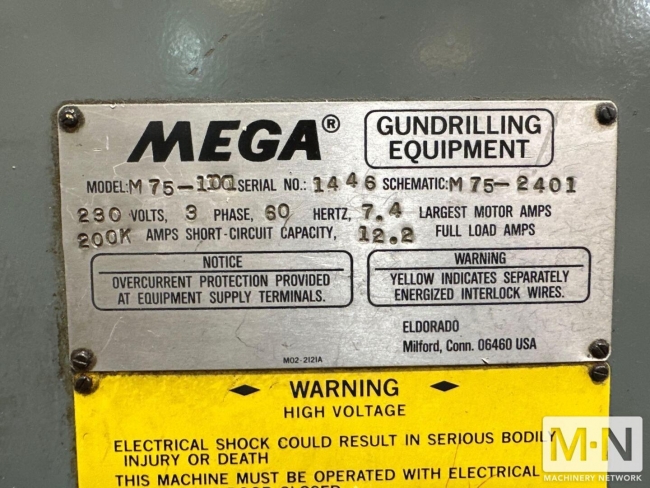 MEGA®
GUNDRILLING
EQUIPMENT
MODEL: M 75-1DQ SERIAL NO.: 1446 SCHEMATIC: M 75-2401
230 VOLTS, 3 PHASE, 60 HERTZ, 7.4 LARGEST MOTOR AMPS
200K AMPS SHORT-CIRCUIT CAPACITY, 12.2 FULL LOAD AMPS
NOTICE
OVERCURRENT PROTECTION PROVIDED
AT EQUIPMENT SUPPLY TERMINALS.
WARNING
YELLOW INDICATES SEPARATELY
ENERGIZED INTERLOCK WIRES.
ELDORADO
Milford, Conn. 06460 USA
MO2-2121A
WARNING
HIGH VOLTAGE
ELECTRICAL SHOCK COULD RESULT IN SERIOUS BODILY
INJURY OR DEATH
THIS MACHINE MUST BE OPERATED WITH ELECTRICAL
M·N
MACHINERY NETWORK